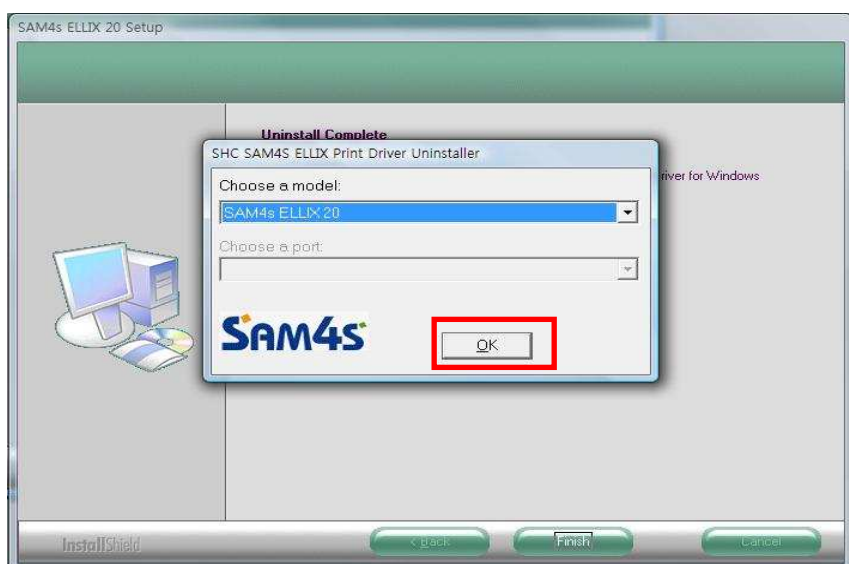 SAM4s ELLIX 20 Setup
Uninstall Complete
SHC SAM4S ELLIX Print Driver Uninstaller
river for Windows
Choose a model:
SAM4s ELLIX 20
Choose a port:
SAM4S
OK
InstallShield
< Back
Finish
Cancel